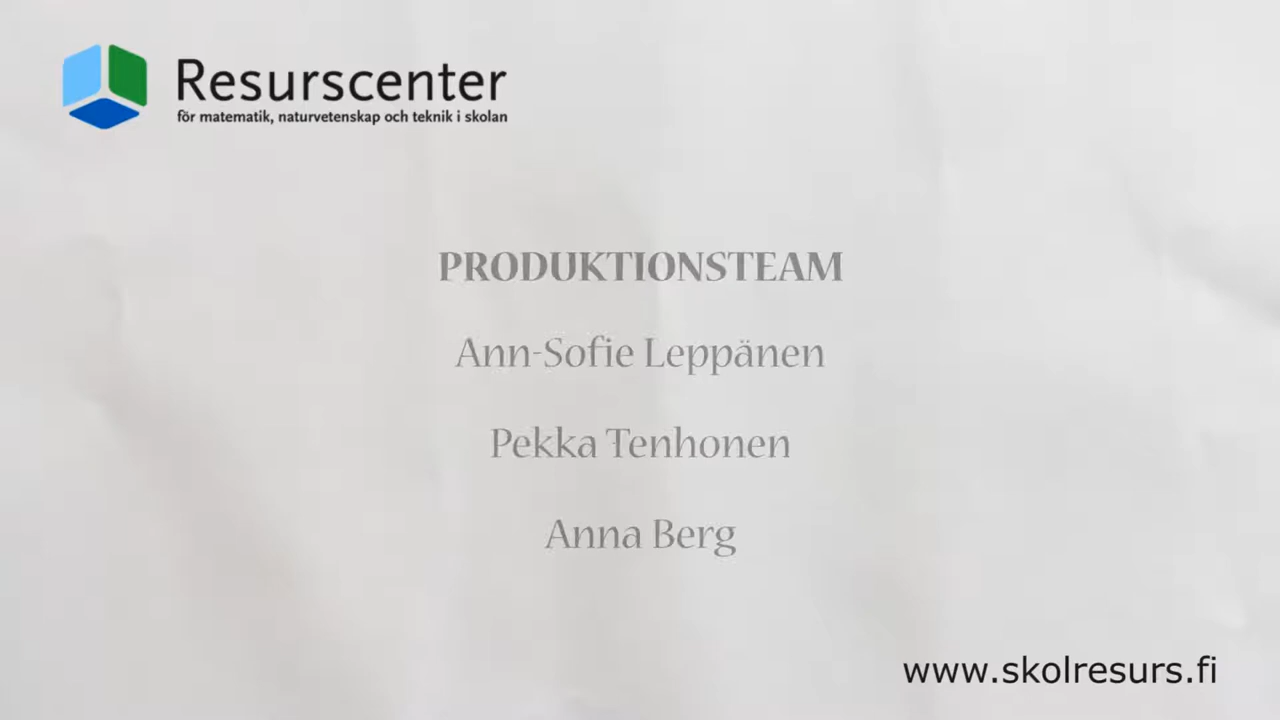 Resurscenter
för matematik, naturvetenskap och teknik i skolan
PRODUKTIONSTEAM
Ann-Sofie Leppänen
Pekka Tenhonen
Anna Berg
www.skolresurs.fi